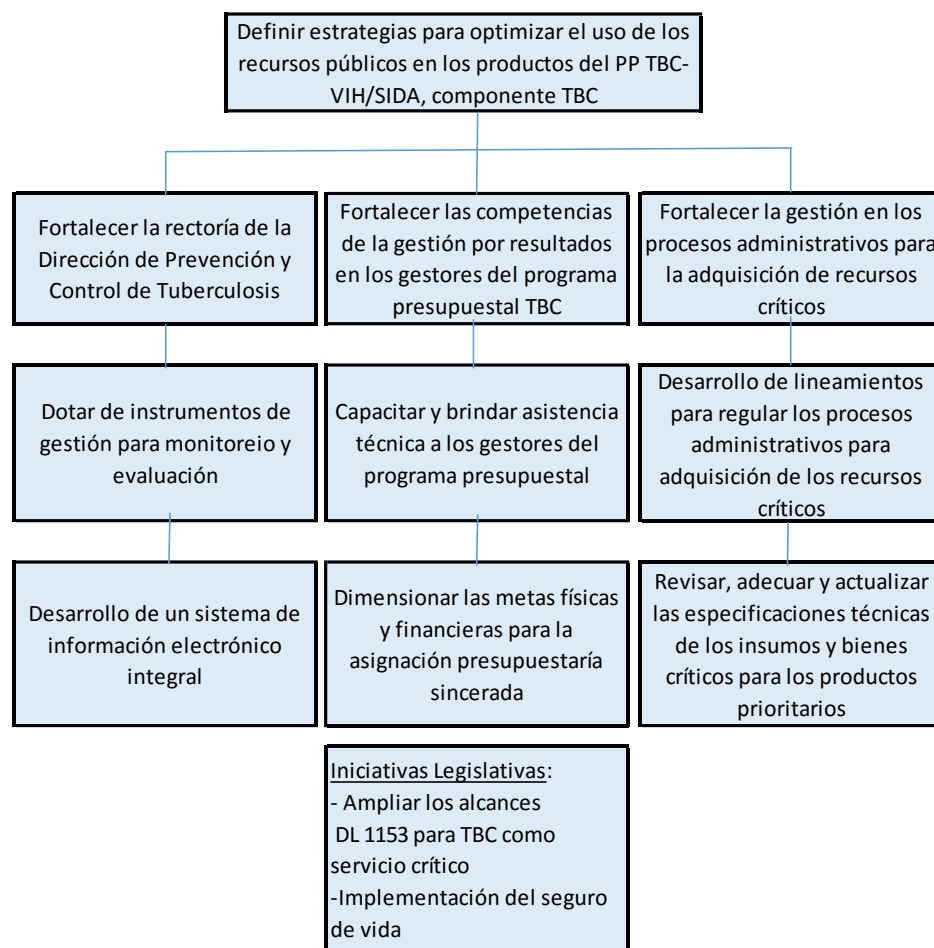 Definir estrategias para optimizar el uso de los
recursos públicos en los productos del PP TBC-
VIH/SIDA, componente TBC
Fortalecer la rectoría de la
Dirección de Prevención y
Control de Tuberculosis
Fortalecer las competencias
de la gestión por resultados
en los gestores del programa
presupuestal TBC
Fortalecer la gestión en los
procesos administrativos para
la adquisición de recursos
críticos
Dotar de instrumentos de
gestión para monitoreio y
evaluación
Capacitar y brindar asistencia
técnica a los gestores del
programa presupuestal
Desarrollo de lineamientos
para regular los procesos
administrativos para
adquisición de los recursos
críticos
Desarrollo de un sistema de
información electrónico
integral
Dimensionar las metas físicas
y financieras para la
asignación presupuestaría
sincerada
Revisar, adecuar y actualizar
las especificaciones técnicas
de los insumos y bienes
críticos para los productos
prioritarios
Iniciativas Legislativas:
- Ampliar los alcances
DL 1153 para TBC como
servicio crítico
-Implementación del seguro
de vida